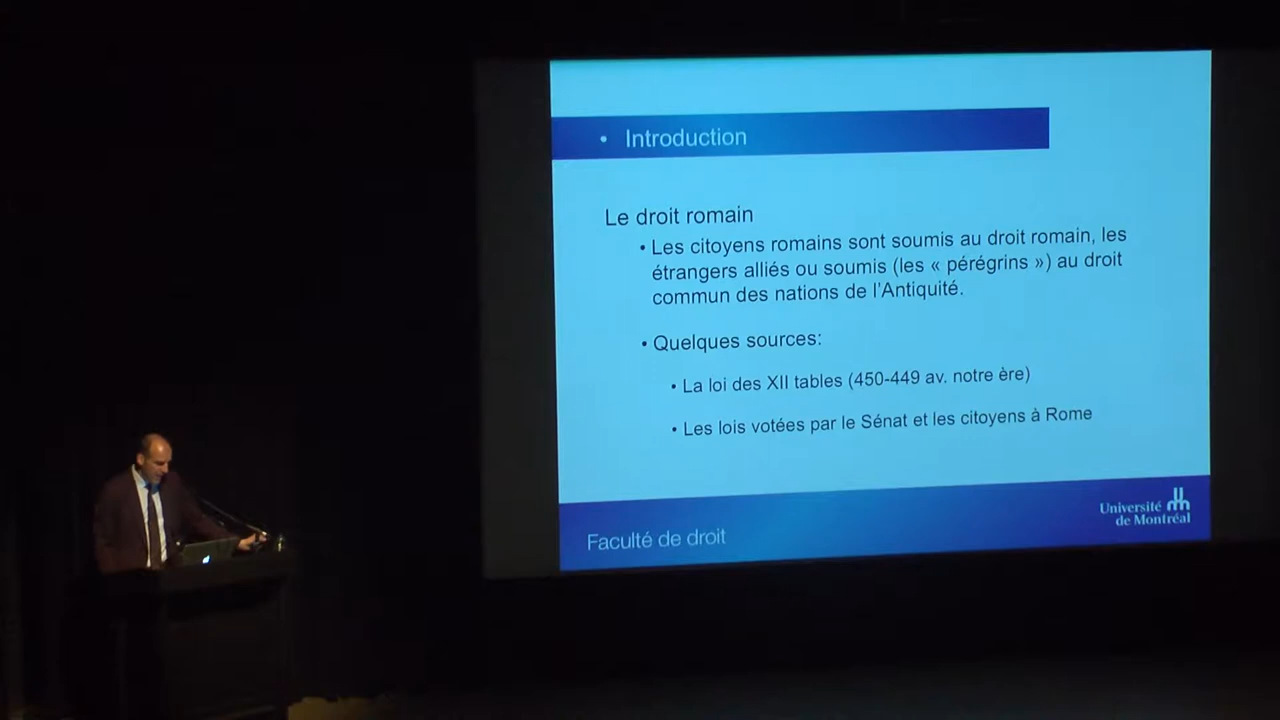 • Introduction
Le droit romain
• Les citoyens romains sont soumis au droit romain, les
étrangers alliés ou soumis (les « pérégrins ») au droit
commun des nations de l'Antiquité.
• Quelques sources:
• La loi des XII tables (450-449 av. notre ère)
• Les lois votées par le Sénat et les citoyens à Rome
Faculté de droit
Université
de Montréal